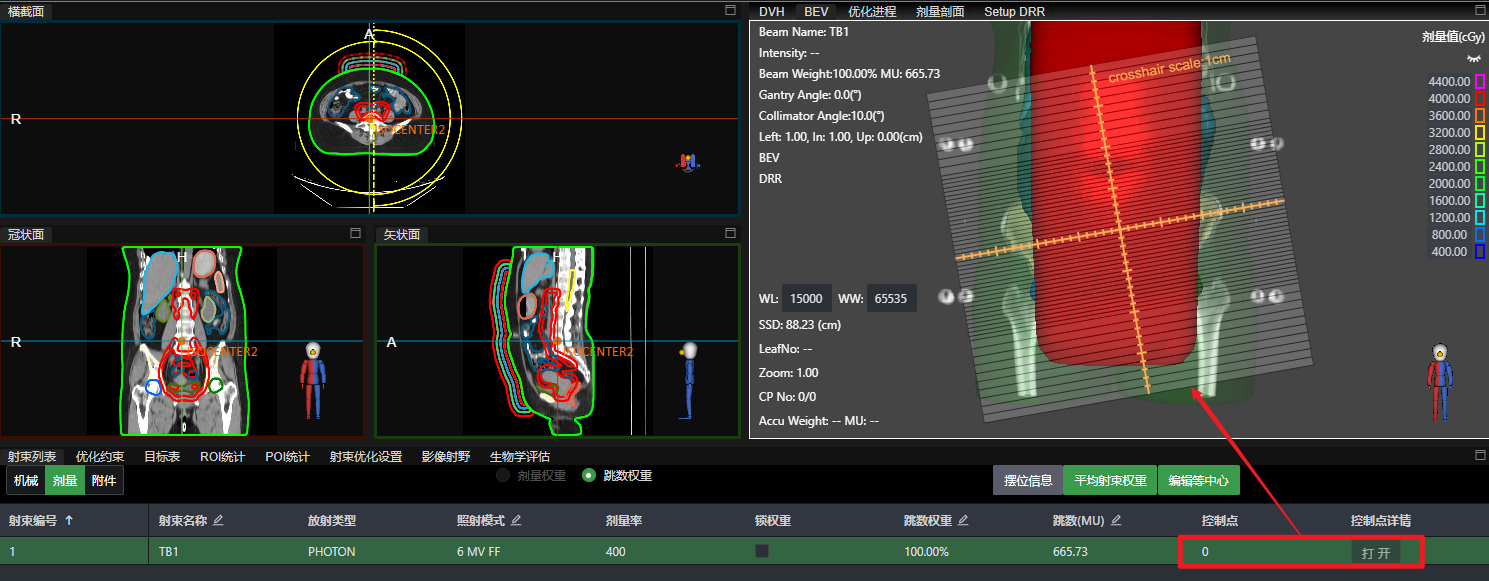 横截面
A
R
ISOCENTER2
冠状面
H
R
ISOCENTER2
矢状面
H
A
ISOCENTER2
DVH BEV 优化进程 剂量剖面 Setup DRR
Beam Name: TB1
Intensity: --
Beam Weight:100.00% MU: 665.73
Gantry Angle: 0.0(°)
Collimator Angle:10.0(°)
Left: 1.00, In: 1.00, Up: 0.00(cm)
BEV
DRR
crosshair scale:1cm
剂量值(cGy)
4400.00
4000.00
3600.00
3200.00
2800.00
2400.00
2000.00
1600.00
1200.00
800.00
400.00
WL: 15000 WW: 65535
SSD: 88.23 (cm)
LeafNo: --
Zoom: 1.00
CP No: 0/0
Accu Weight: -- MU: --
射束列表 优化约束 目标表 ROI统计 POI统计 射束优化设置 影像射野 生物学评估
机械 剂量 附件 剂量权重 跳数权重 摆位信息 平均射束权重 编辑等中心
射束编号 射束名称 放射类型 照射模式 剂量率 锁权重 跳数权重 跳数(MU) 控制点 控制点详情
1 TB1 PHOTON 6 MV FF 400 100.00% 665.73 0 打开